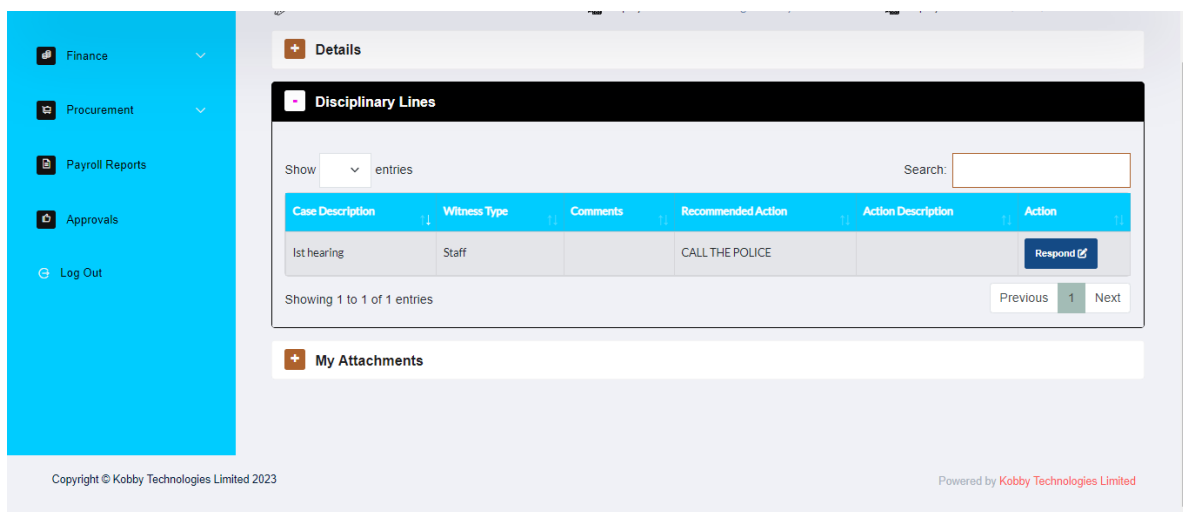 Finance
Procurement
Payroll Reports
Approvals
Log Out
Details
Disciplinary Lines
Show entries
Search:
Case Description Witness Type Comments Recommended Action Action Description Action
Ist hearing Staff CALL THE POLICE Respond
Showing 1 to 1 of 1 entries
Previous 1 Next
My Attachments
Copyright © Kobby Technologies Limited 2023
Powered by Kobby Technologies Limited